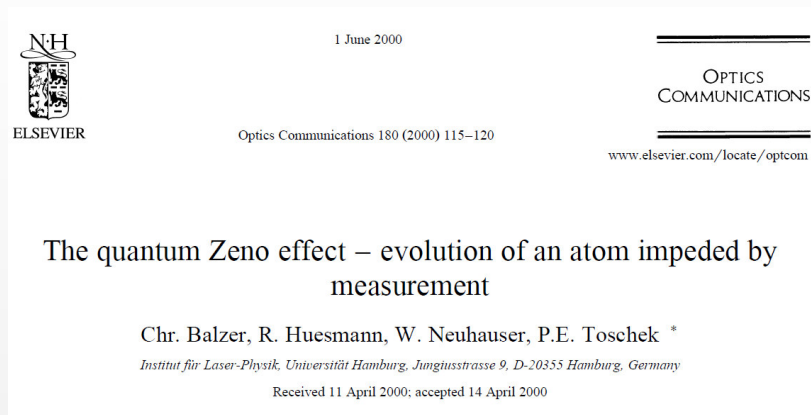 N·H
ELSEVIER
1 June 2000
Optics Communications 180 (2000) 115–120
OPTICS
COMMUNICATIONS
www.elsevier.com/locate/optcom
The quantum Zeno effect – evolution of an atom impeded by
measurement
Chr. Balzer, R. Huesmann, W. Neuhauser, P.E. Toschek *
Institut für Laser-Physik, Universität Hamburg, Jungiusstrasse 9, D-20355 Hamburg, Germany
Received 11 April 2000; accepted 14 April 2000